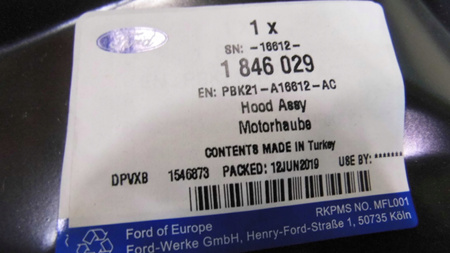 1 x
SN: -16612-
1 846 029
EN: PBK21-A16612-AC
Hood Assy
Motorhaube
CONTENTS MADE IN Turkey
DPVXB 1546873 PACKED: 12JUN2019 USE BY: *******
RKPMS NO. MFL001
Ford of Europe
Ford-Werke GmbH, Henry-Ford-Straße 1, 50735 Köln